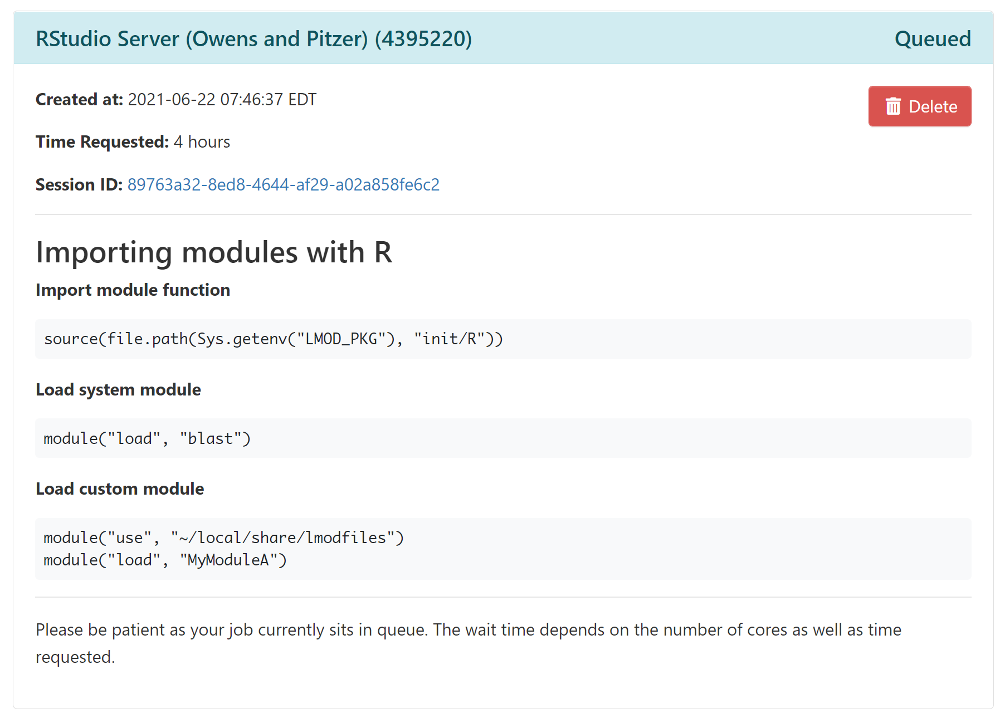 RStudio Server (Owens and Pitzer) (4395220)
Queued
Created at: 2021-06-22 07:46:37 EDT
Delete
Time Requested: 4 hours
Session ID: 89763a32-8ed8-4644-af29-a02a858fe6c2
Importing modules with R
Import module function
source(file.path(Sys.getenv("LMOD_PKG"), "init/R"))
Load system module
module("load", "blast")
Load custom module
module("use", "~/local/share/lmodfiles")
module("load", "MyModuleA")
Please be patient as your job currently sits in queue. The wait time depends on the number of cores as well as time
requested.